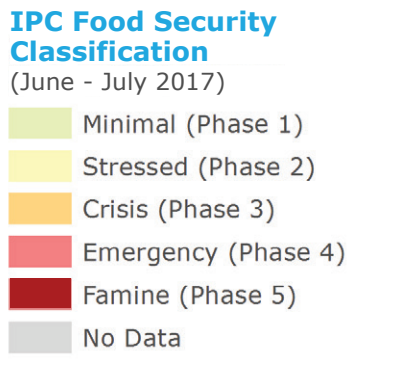 IPC Food Security
Classification
(June - July 2017)
Minimal (Phase 1)
Stressed (Phase 2)
Crisis (Phase 3)
Emergency (Phase 4)
Famine (Phase 5)
No Data